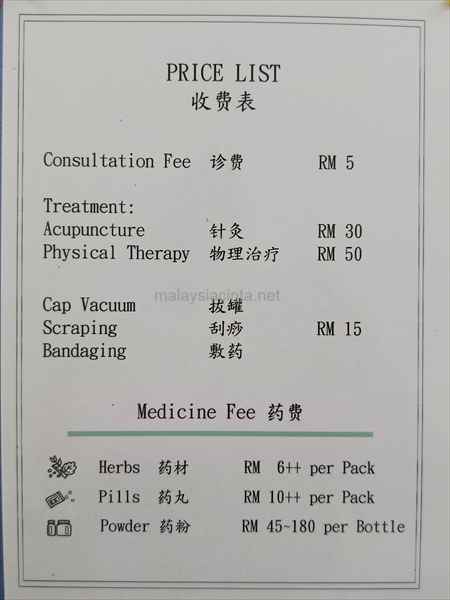 PRICE LIST
收费表
Consultation Fee 诊费 RM 5
Treatment:
Acupuncture 针灸 RM 30
Physical Therapy 物理治疗 RM 50
malaysiacinta.net
Cap Vacuum 拔罐
Scraping 刮痧 RM 15
Bandaging 敷药
Medicine Fee 药费
Herbs 药材 RM 6++ per Pack
Pills 药丸 RM 10++ per Pack
Powder 药粉 RM 45~180 per Bottle